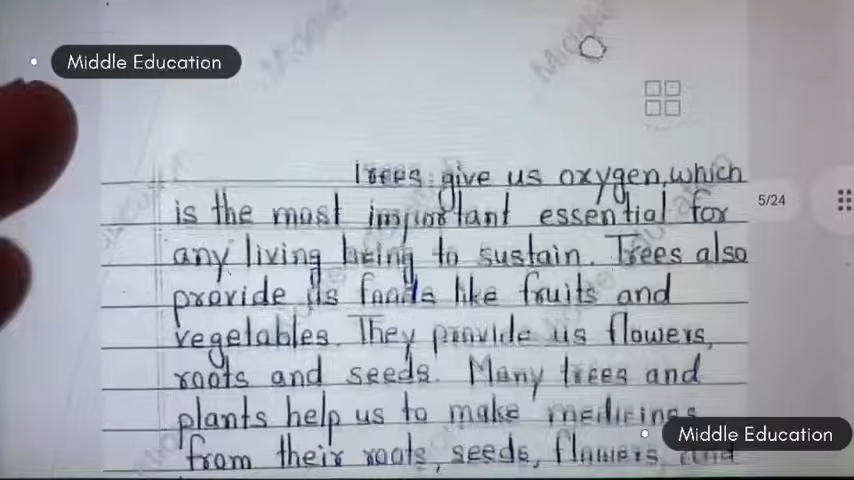 Middle Education
Trees give us oxygen, which
is the most important essential for
any living being to sustain. Trees also
5/24
provide us foods like fruits and
vegetables. They provide us flowers,
roots and seeds. Many trees and
plants help us to make medicines
Middle Education
from their roots, seeds, flowers, and